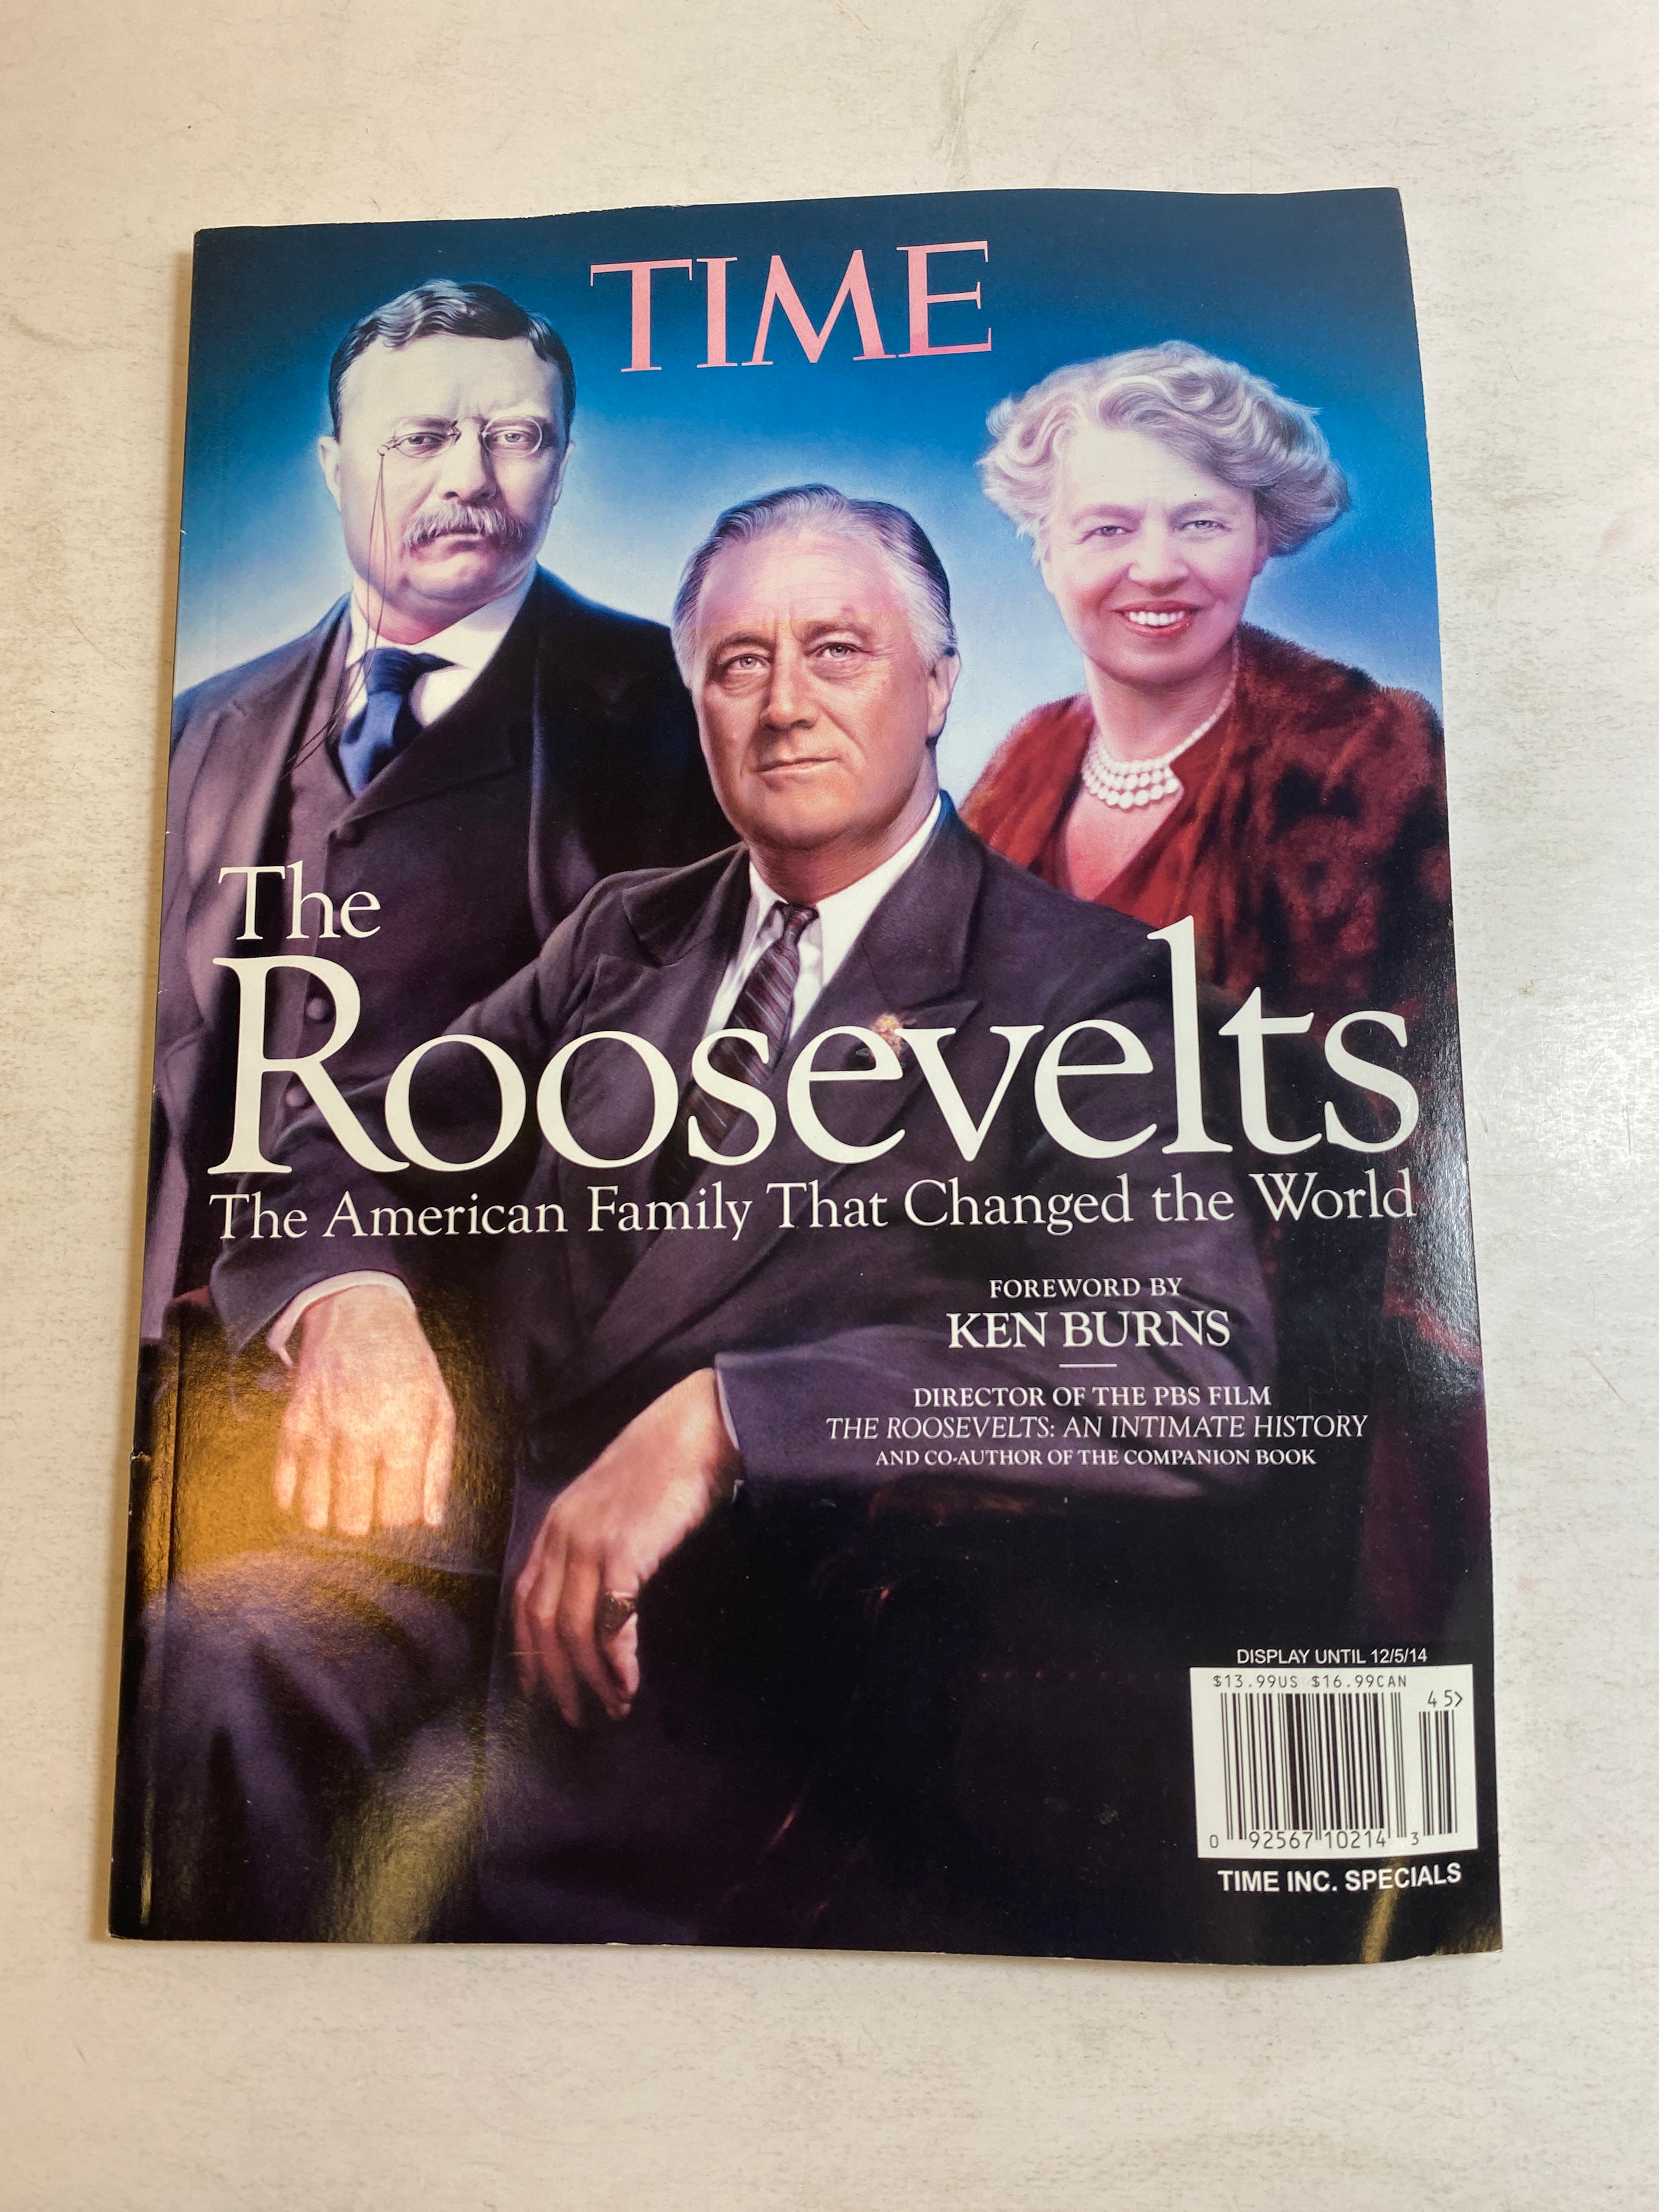 TIME
The
Roosevelts
The American Family That Changed the World
FOREWORD BY
KEN BURNS
DIRECTOR OF THE PBS FILM
THE ROOSEVELTS: AN INTIMATE HISTORY
AND CO-AUTHOR OF THE COMPANION BOOK
DISPLAY UNTIL 12/5/14
$13.99US $16.99CAN
45>
0 92567 10214 3
TIME INC. SPECIALS